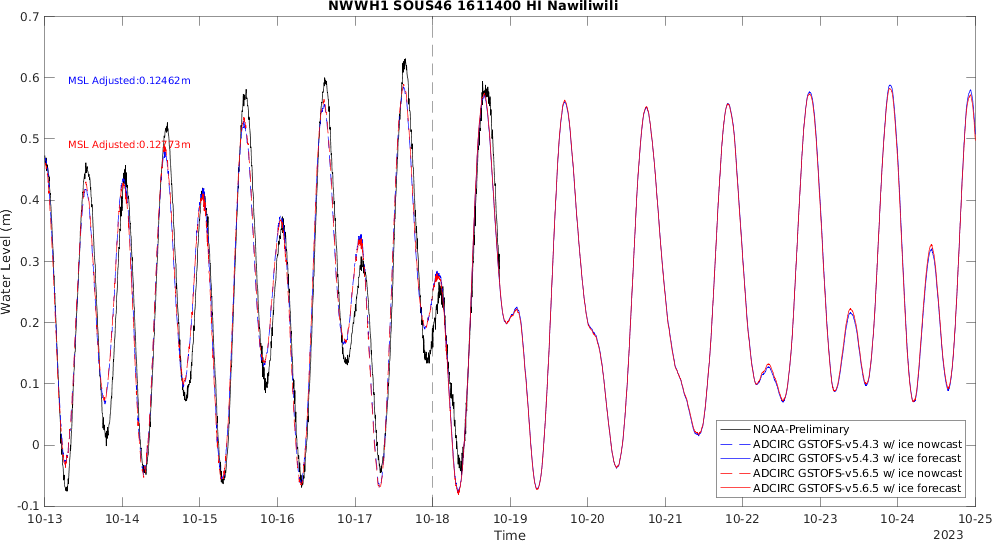 NWWH1 SOUS46 1611400 HI Nawiliwili
0.7
0.6
0.5
0.4
0.3
0.2
0.1
0
-0.1
Water Level (m)
MSL Adjusted:0.12462m
MSL Adjusted:0.12773m
NOAA-Preliminary
ADCIRC GSTOFS-v5.4.3 w/ ice nowcast
ADCIRC GSTOFS-v5.4.3 w/ ice forecast
ADCIRC GSTOFS-v5.6.5 w/ ice nowcast
ADCIRC GSTOFS-v5.6.5 w/ ice forecast
10-13 10-14 10-15 10-16 10-17 10-18 10-19 10-20 10-21 10-22 10-23 10-24 10-25
Time
2023